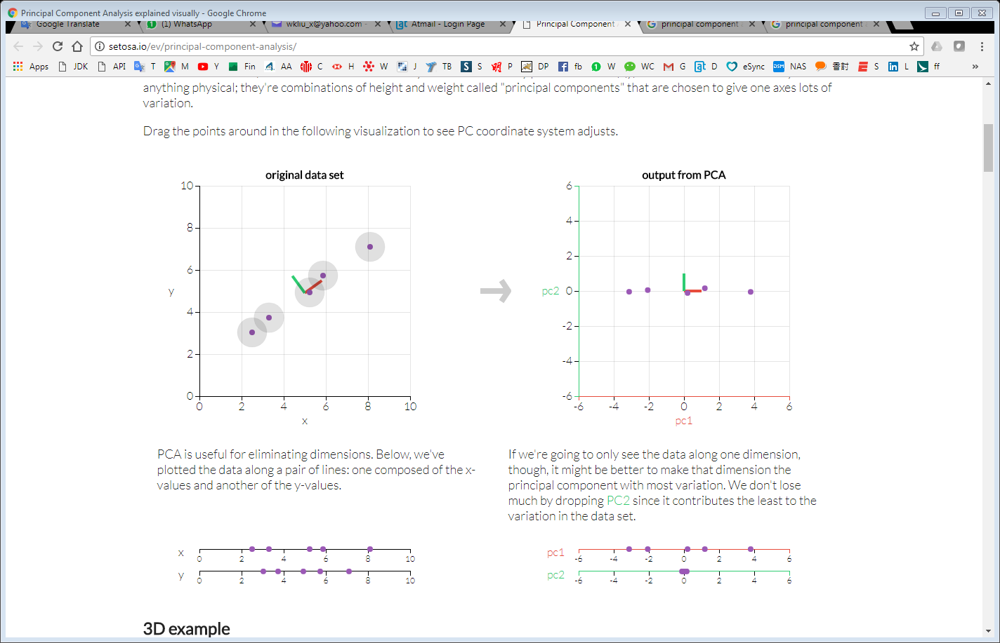 Principal Component Analysis explained visually - Google Chrome
Google Translate
(1) WhatsApp
wkliu_x@yahoo.com -
Atmail - Login Page
Principal Component
principal component
principal component
setosa.io/ev/principal-component-analysis/
Apps JDK API T M Y Fin AA C H W J TB S P DP fb W WC G D eSync NAS S L ff »
anything physical; they're combinations of height and weight called "principal components" that are chosen to give one axes lots of
variation.
Drag the points around in the following visualization to see PC coordinate system adjusts.
original data set
10
8
6
y
4
2
0
0 2 4 6 8 10
x
output from PCA
6
4
2
pc2 0
-2
-4
-6
-6 -4 -2 0 2 4 6
pc1
PCA is useful for eliminating dimensions. Below, we've
plotted the data along a pair of lines: one composed of the x-
values and another of the y-values.
If we're going to only see the data along one dimension,
though, it might be better to make that dimension the
principal component with most variation. We don't lose
much by dropping PC2 since it contributes the least to the
variation in the data set.
x 0 2 4 6 8 10
y 0 2 4 6 8 10
pc1 -6 -4 -2 0 2 4 6
pc2 -6 -4 -2 0 2 4 6
3D example